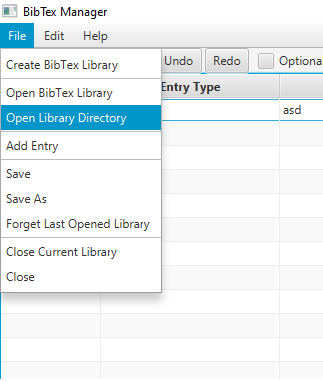 BibTex Manager
File Edit Help
Undo Redo Optiona
Create BibTex Library
Entry Type
Open BibTex Library
Open Library Directory
asd
Add Entry
Save
Save As
Forget Last Opened Library
Close Current Library
Close